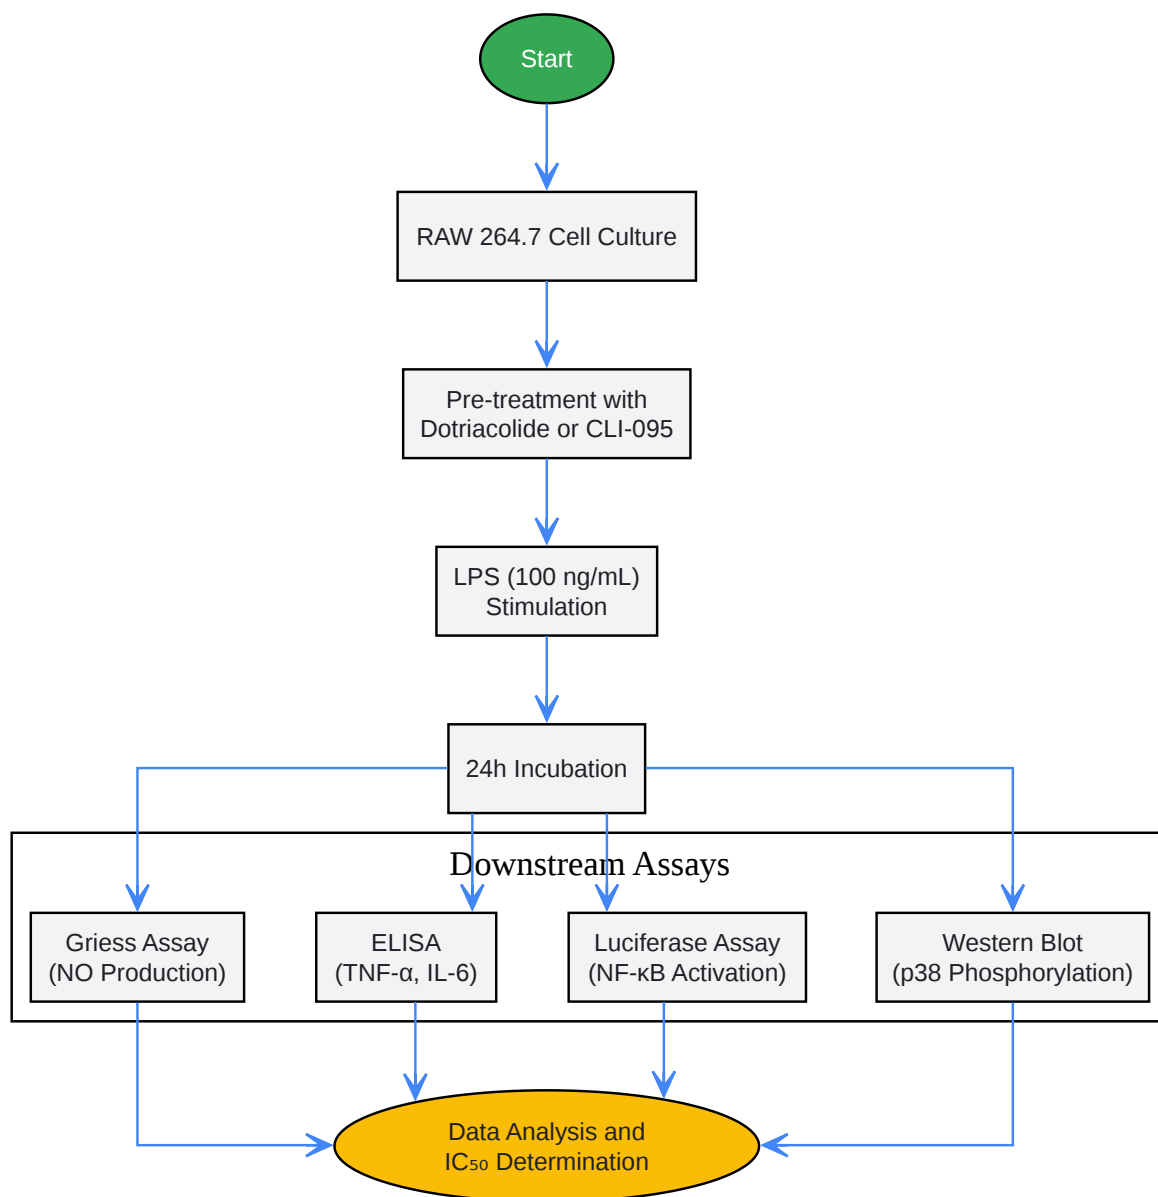 Start
RAW 264.7 Cell Culture
Pre-treatment with
Dotriacolide or CLI-095
LPS (100 ng/mL)
Stimulation
24h Incubation
Downstream Assays
Griess Assay
(NO Production)
ELISA
(TNF-α, IL-6)
Luciferase Assay
(NF-κB Activation)
Western Blot
(p38 Phosphorylation)
Data Analysis and
IC₅₀ Determination